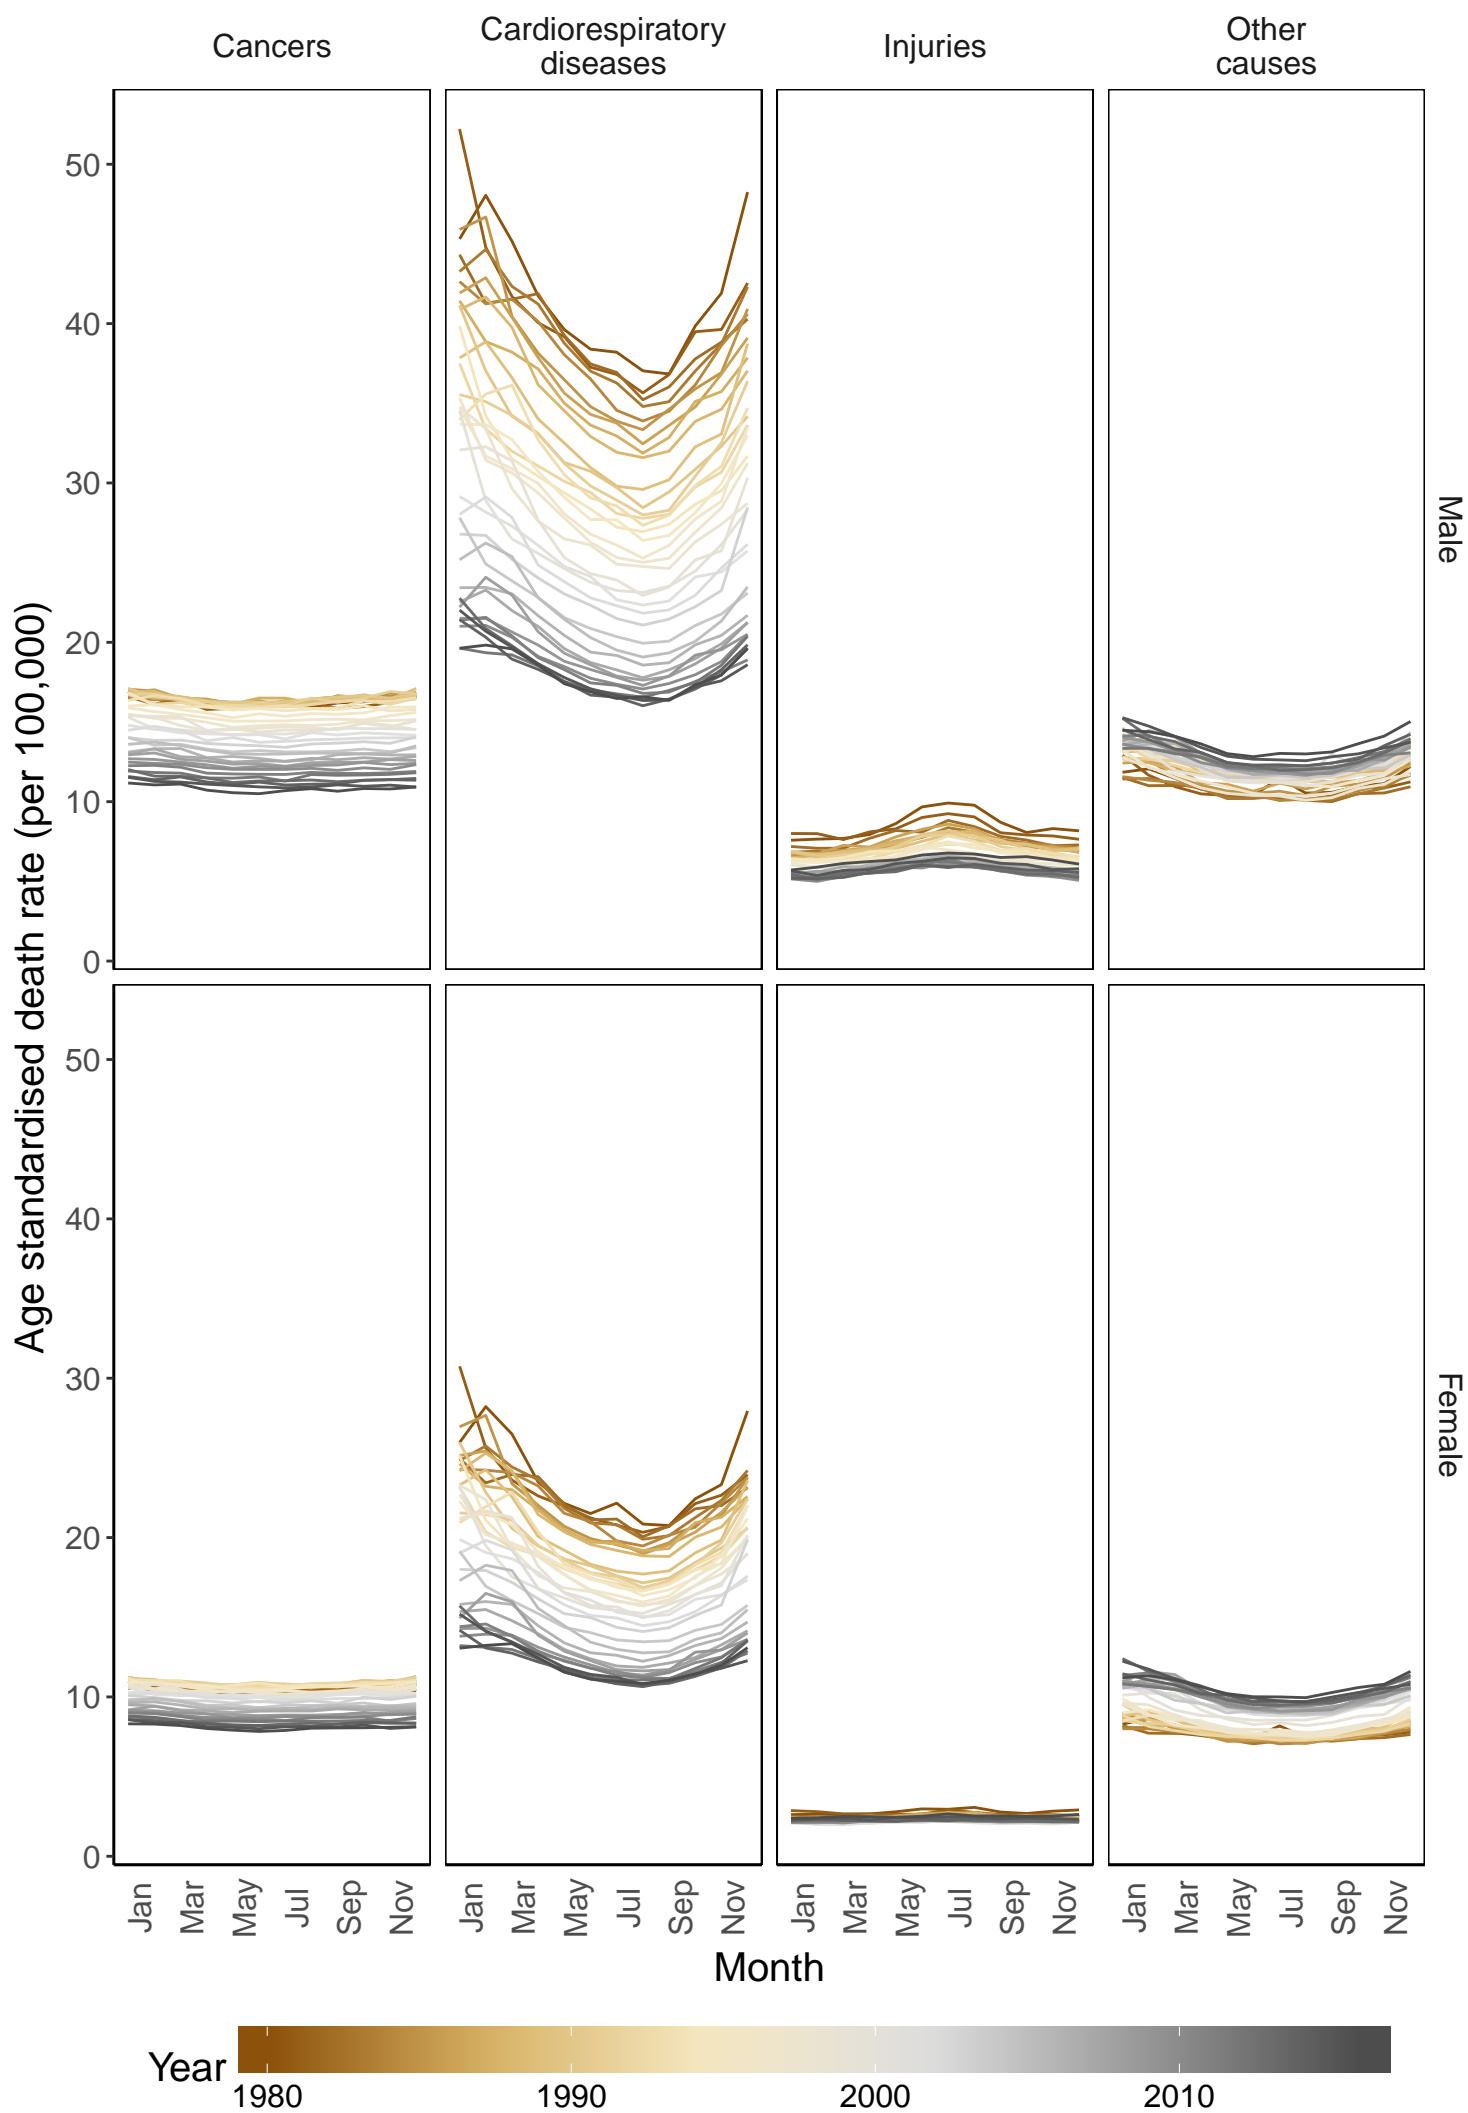 Cancers
Cardiorespiratory
diseases
Injuries
Other
causes
Age standardised death rate (per 100,000)
50
40
30
20
10
0
Male
50
40
30
20
10
0
Female
Jan Mar May Jul Sep Nov
Jan Mar May Jul Sep Nov
Jan Mar May Jul Sep Nov
Jan Mar May Jul Sep Nov
Month
Year
1980 1990 2000 2010